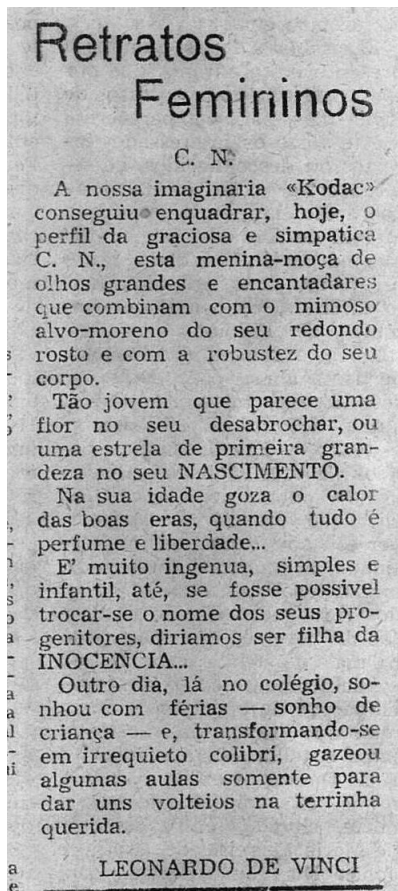 Retratos
Femininos
C. N.
A nossa imaginaria «Kodac»
conseguiu enquadrar, hoje, o
perfil da graciosa e simpatica
C. N., esta menina-moça de
olhos grandes e encantadares
que combinam com o mimoso
alvo-moreno do seu redondo
rosto e com a robustez do seu
corpo.
Tão jovem que parece uma
flor no seu desabrochar, ou
uma estrela de primeira gran-
deza no seu NASCIMENTO.
Na sua idade goza o calor
das boas eras, quando tudo é
perfume e liberdade...
E' muito ingenua, simples e
infantil, até, se fosse possivel
trocar-se o nome dos seus pro-
genitores, diriamos ser filha da
INOCENCIA...
Outro dia, lá no colégio, so-
nhou com férias — sonho de
criança — e, transformando-se
em irrequieto colibri, gazeou
algumas aulas somente para
dar uns volteios na terrinha
querida.
LEONARDO DE VINCI